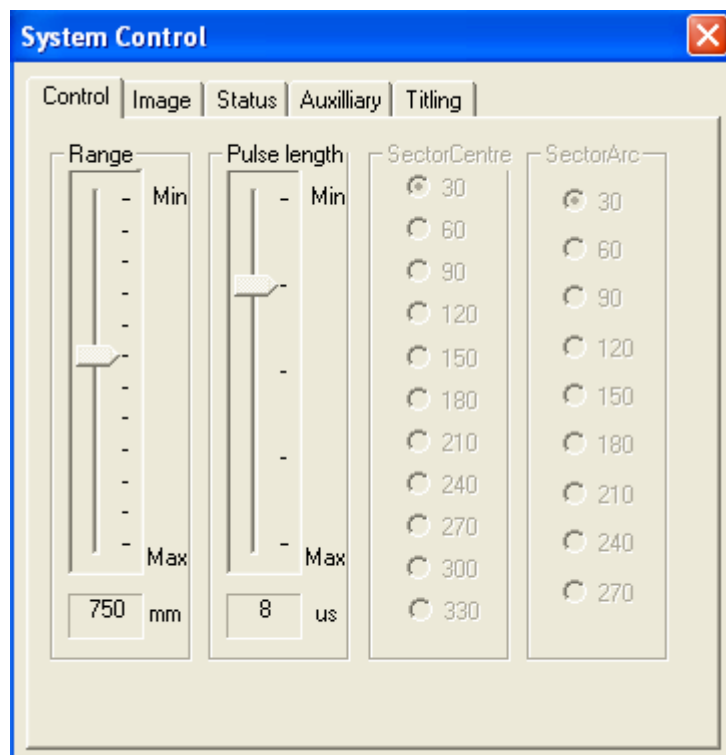 System Control
Control Image Status Auxilliary Titling
Range
Min
Max
750 mm
Pulse length
Min
Max
8 us
SectorCentre
30
60
90
120
150
180
210
240
270
300
330
SectorArc
30
60
90
120
150
180
210
240
270